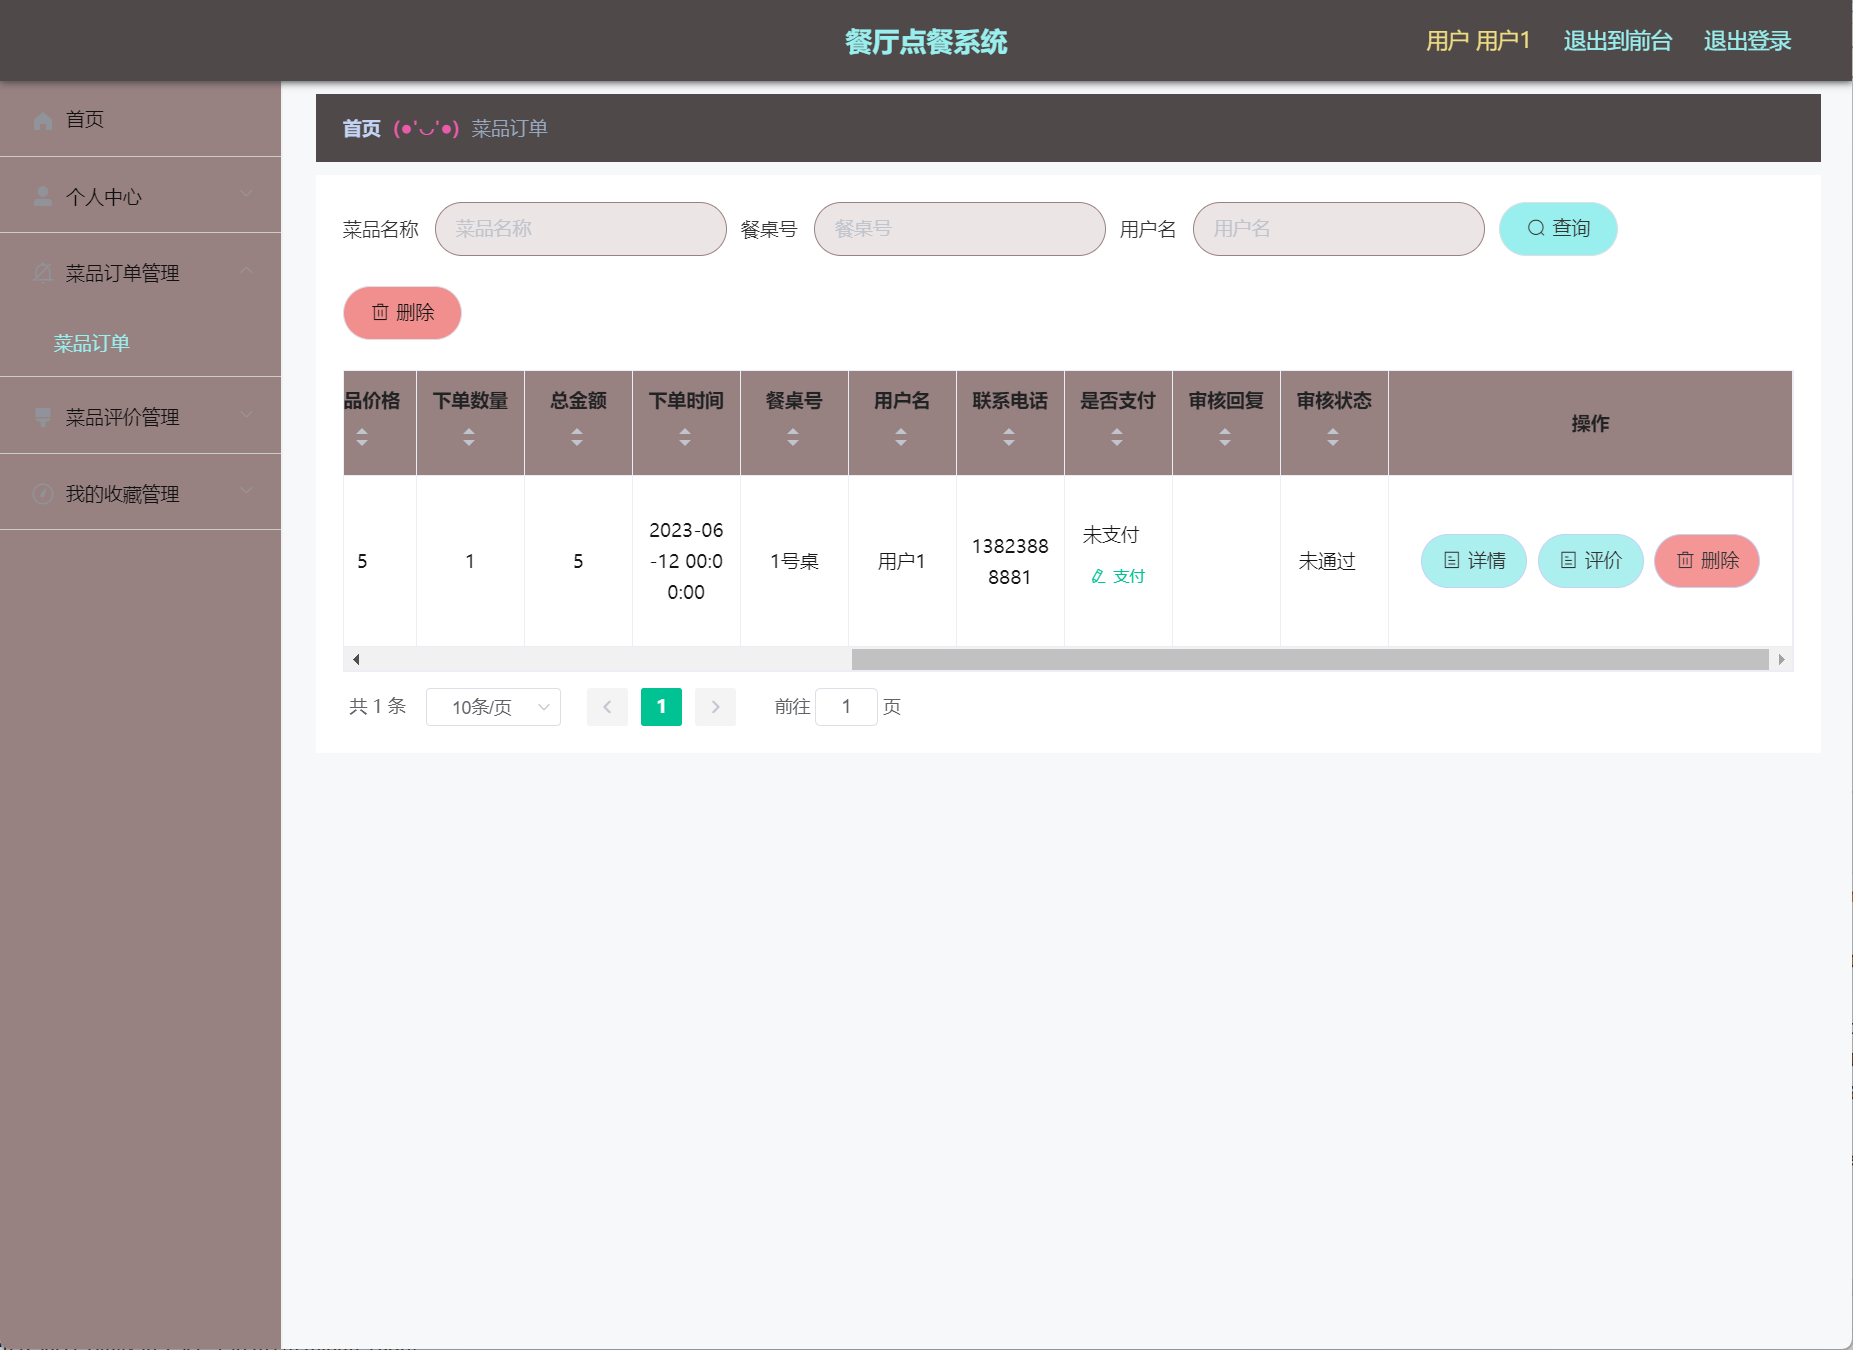 餐厅点餐系统
用户 用户1 退出到前台 退出登录
首页
个人中心
菜品订单管理
菜品订单
菜品评价管理
我的收藏管理
首页 (●'◡'●) 菜品订单
菜品名称 菜品名称 餐桌号 餐桌号 用户名 用户名 查询
删除
品价格 下单数量 总金额 下单时间 餐桌号 用户名 联系电话 是否支付 审核回复 审核状态 操作
5 1 5 2023-06-12 00:00:00 1号桌 用户1 13823888881 未支付 支付 未通过 详情 评价 删除
共 1 条 10条/页 1 前往 1 页